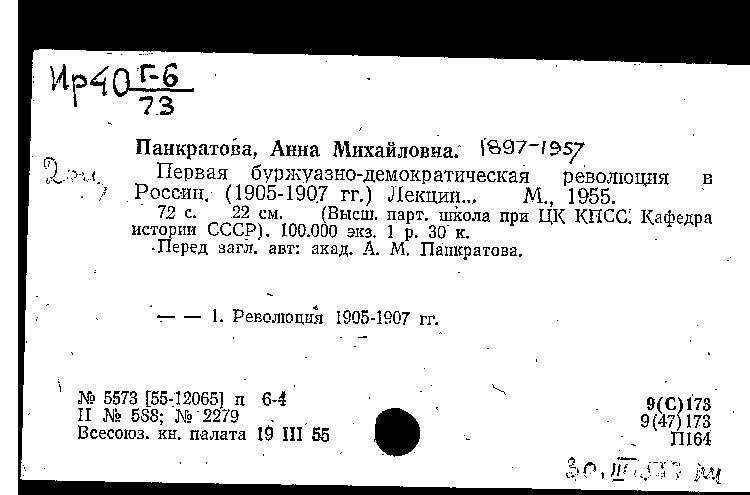 Ир40 Г-6
73
Панкратова, Анна Михайловна. 1897-1957
Первая буржуазно-демократическая революция в
России. (1905-1907 гг.) Лекции... М., 1955.
72 с. 22 см. (Высш. парт. школа при ЦК КПСС. Кафедра
истории СССР). 100.000 экз. 1 р. 30 к.
Перед загл. авт: акад. А. М. Панкратова.
— — 1. Революция 1905-1907 гг.
№ 5573 [55-12065] п 6-4
П № 588; № 2279
Всесоюз. кн. палата 19 III 55
9(С)173
9(47)173
П164